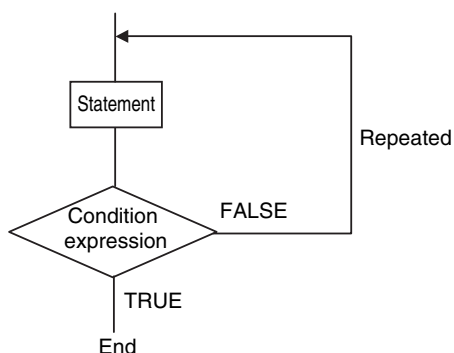 Statement
Repeated
Condition
expression
FALSE
TRUE
End